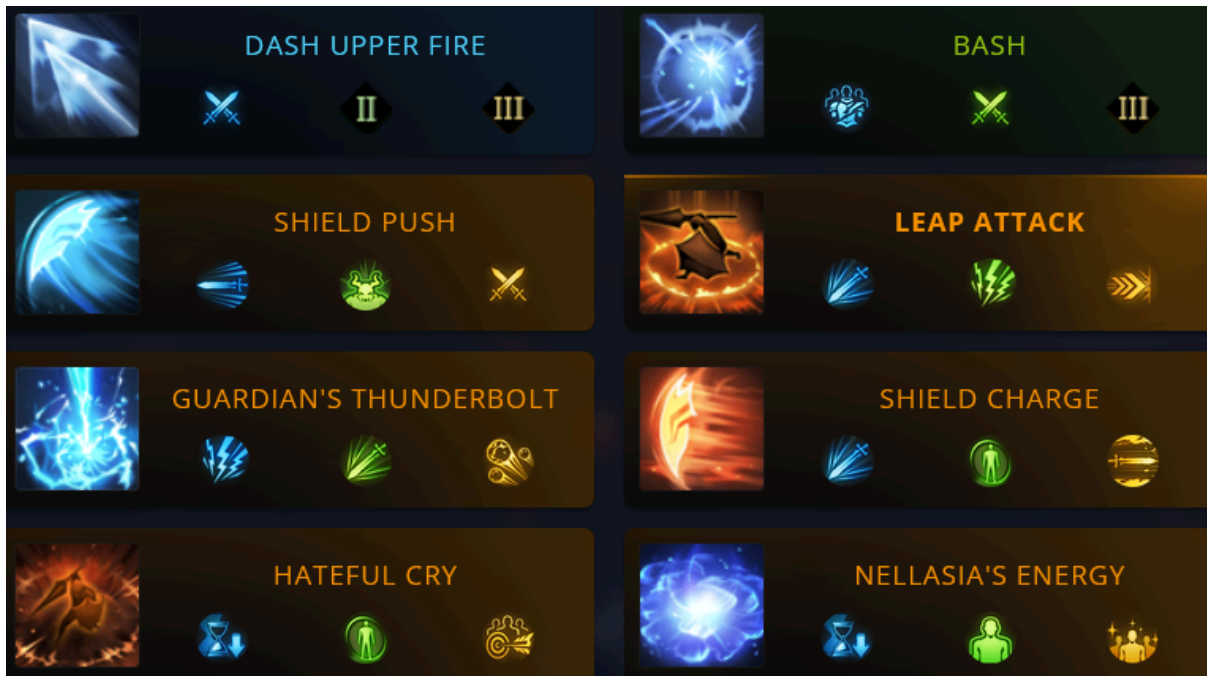 DASH UPPER FIRE
II
III
BASH
III
SHIELD PUSH
LEAP ATTACK
GUARDIAN'S THUNDERBOLT
SHIELD CHARGE
HATEFUL CRY
NELLASIA'S ENERGY